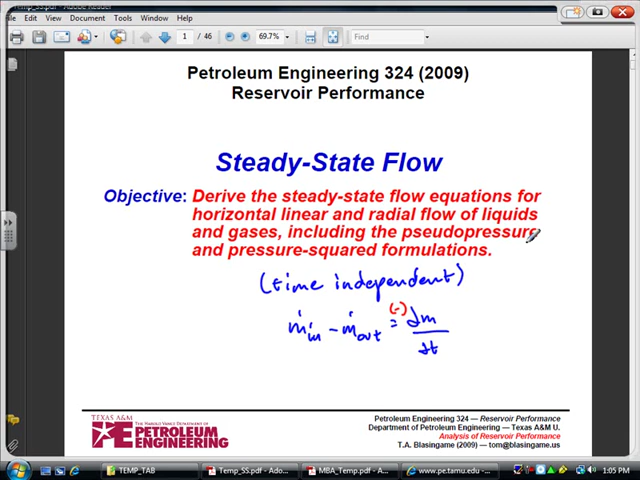 Temp_SS.pdf - Adobe Reader
File Edit View Document Tools Window Help
1 / 46 69.7% Find
Petroleum Engineering 324 (2009)
Reservoir Performance
Steady-State Flow
Objective: Derive the steady-state flow equations for
horizontal linear and radial flow of liquids
and gases, including the pseudopressure
and pressure-squared formulations.
(time independent)
ṁin - ṁout (-) = dm
dt
TEXAS A&M
PETROLEUM
ENGINEERING
Petroleum Engineering 324 — Reservoir Performance
Department of Petroleum Engineering — Texas A&M U.
Analysis of Reservoir Performance
T.A. Blasingame (2009) — tom@blasingame.us
TEMP_TAB Temp_SS.pdf - Ado... MBA_Temp.pdf - A... www.pe.tamu.edu - ... 1:05 PM